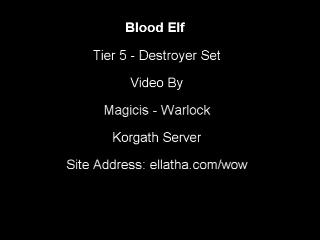 Blood Elf
Tier 5 - Destroyer Set
Video By
Magicis - Warlock
Korgath Server
Site Address: ellatha.com/wow